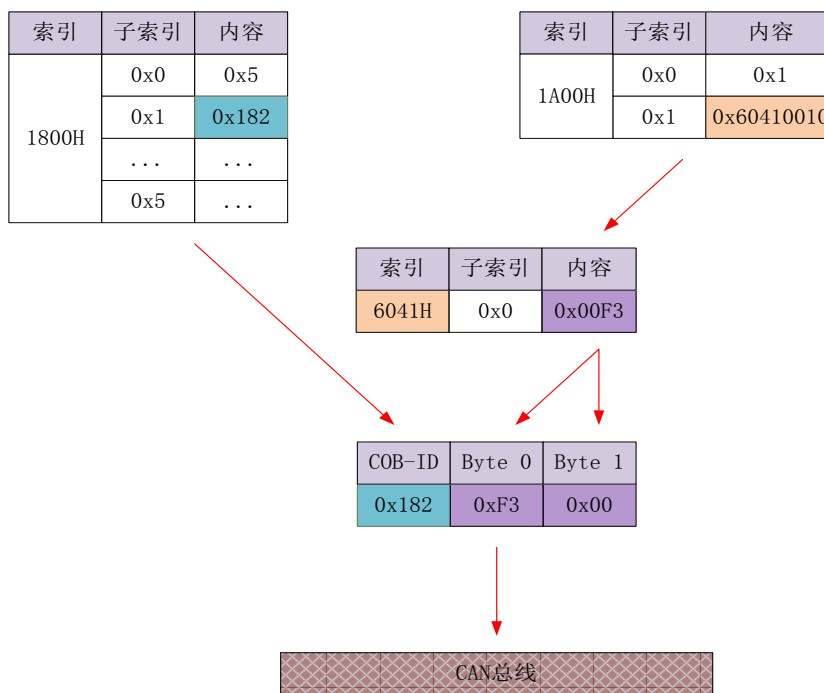 索引 子索引 内容
1800H 0x0 0x5
0x1 0x182
... ...
0x5 ...
索引 子索引 内容
1A00H 0x0 0x1
0x1 0x60410010
索引 子索引 内容
6041H 0x0 0x00F3
COB-ID Byte 0 Byte 1
0x182 0xF3 0x00
CAN总线